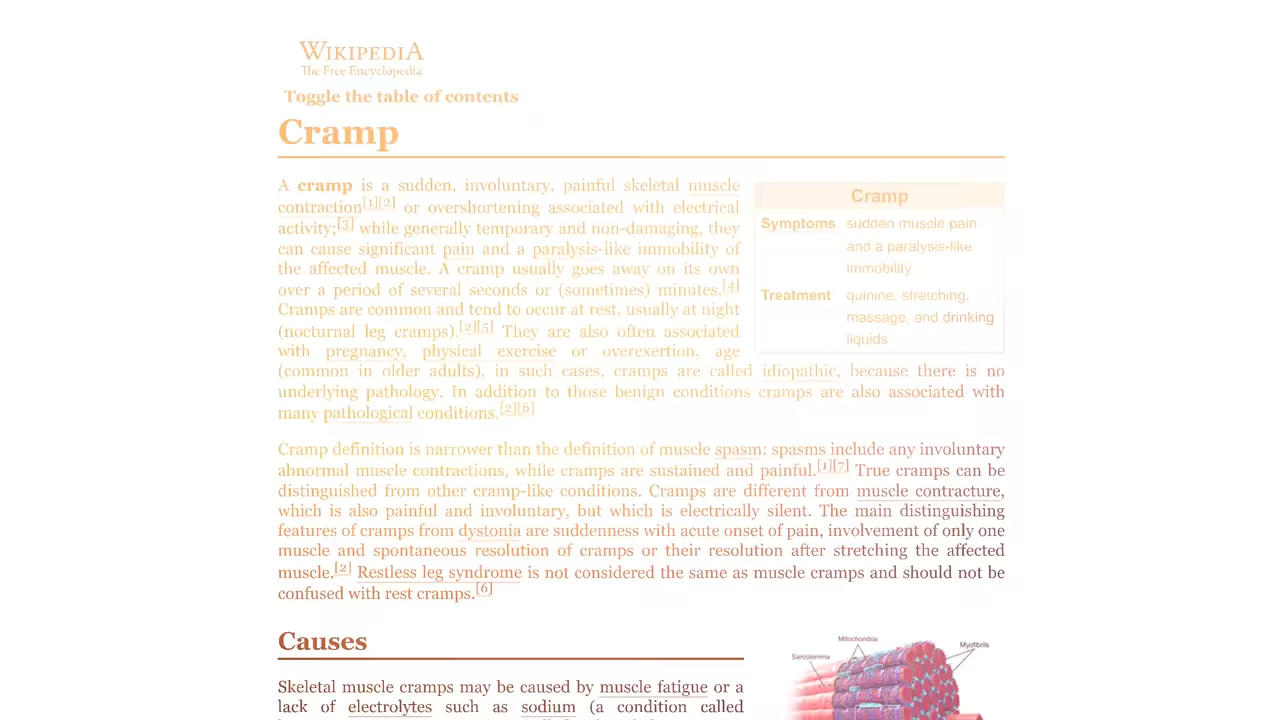 WIKIPEDIA
The Free Encyclopedia
Toggle the table of contents
Cramp
A cramp is a sudden, involuntary, painful skeletal muscle
contraction[1][2] or overshortening associated with electrical
activity;[3] while generally temporary and non-damaging, they
can cause significant pain and a paralysis-like immobility of
the affected muscle. A cramp usually goes away on its own
over a period of several seconds or (sometimes) minutes.[4]
Cramps are common and tend to occur at rest, usually at night
(nocturnal leg cramps).[2][5] They are also often associated
with pregnancy, physical exercise or overexertion, age
(common in older adults), in such cases, cramps are called idiopathic, because there is no
underlying pathology. In addition to those benign conditions cramps are also associated with
many pathological conditions.[2][6]
Cramp
Symptoms sudden muscle pain
and a paralysis-like
immobility
Treatment quinine. stretching,
massage, and drinking
liquids
Cramp definition is narrower than the definition of muscle spasm: spasms include any involuntary
abnormal muscle contractions, while cramps are sustained and painful.[1][7] True cramps can be
distinguished from other cramp-like conditions. Cramps are different from muscle contracture,
which is also painful and involuntary, but which is electrically silent. The main distinguishing
features of cramps from dystonia are suddenness with acute onset of pain, involvement of only one
muscle and spontaneous resolution of cramps or their resolution after stretching the affected
muscle.[2] Restless leg syndrome is not considered the same as muscle cramps and should not be
confused with rest cramps.[6]
Causes
Skeletal muscle cramps may be caused by muscle fatigue or a
lack of electrolytes such as sodium (a condition called
Mitochondria
Sarcolemma
Myofibrils